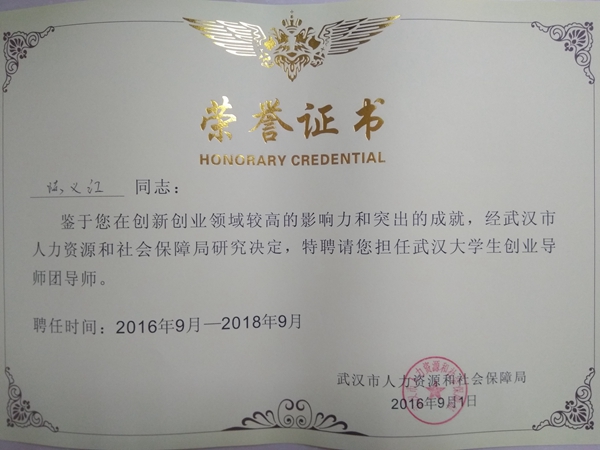 荣誉证书
HONGRARY CREDENTIAL
义江 同志：
鉴于您在创新创业领域较高的影响力和突出的成就，经武汉市
人力资源和社会保障局研究决定，特聘请您担任武汉大学生创业导
师团导师。
聘任时间：2016年9月—2018年9月
武汉市人力资源和社会保障局
2016年9月1日